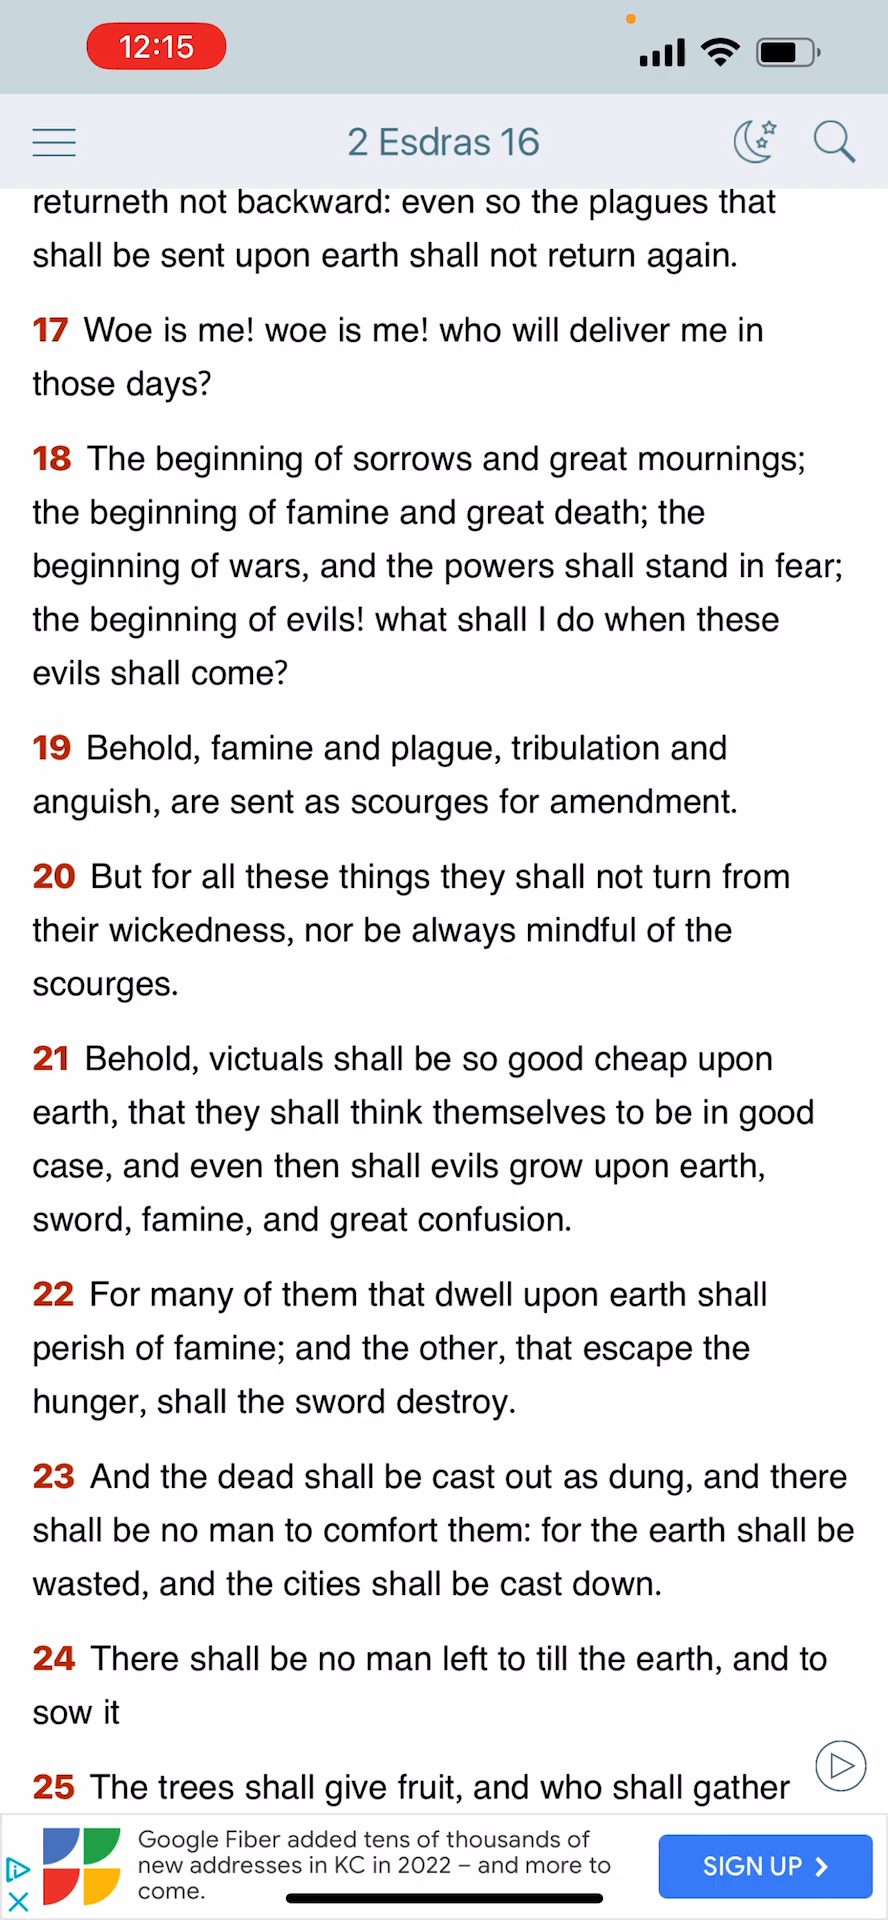 12:15
2 Esdras 16
returneth not backward: even so the plagues that
shall be sent upon earth shall not return again.
17 Woe is me! woe is me! who will deliver me in
those days?
18 The beginning of sorrows and great mournings;
the beginning of famine and great death; the
beginning of wars, and the powers shall stand in fear;
the beginning of evils! what shall I do when these
evils shall come?
19 Behold, famine and plague, tribulation and
anguish, are sent as scourges for amendment.
20 But for all these things they shall not turn from
their wickedness, nor be always mindful of the
scourges.
21 Behold, victuals shall be so good cheap upon
earth, that they shall think themselves to be in good
case, and even then shall evils grow upon earth,
sword, famine, and great confusion.
22 For many of them that dwell upon earth shall
perish of famine; and the other, that escape the
hunger, shall the sword destroy.
23 And the dead shall be cast out as dung, and there
shall be no man to comfort them: for the earth shall be
wasted, and the cities shall be cast down.
24 There shall be no man left to till the earth, and to
sow it
25 The trees shall give fruit, and who shall gather
Google Fiber added tens of thousands of
new addresses in KC in 2022 – and more to
come.
SIGN UP